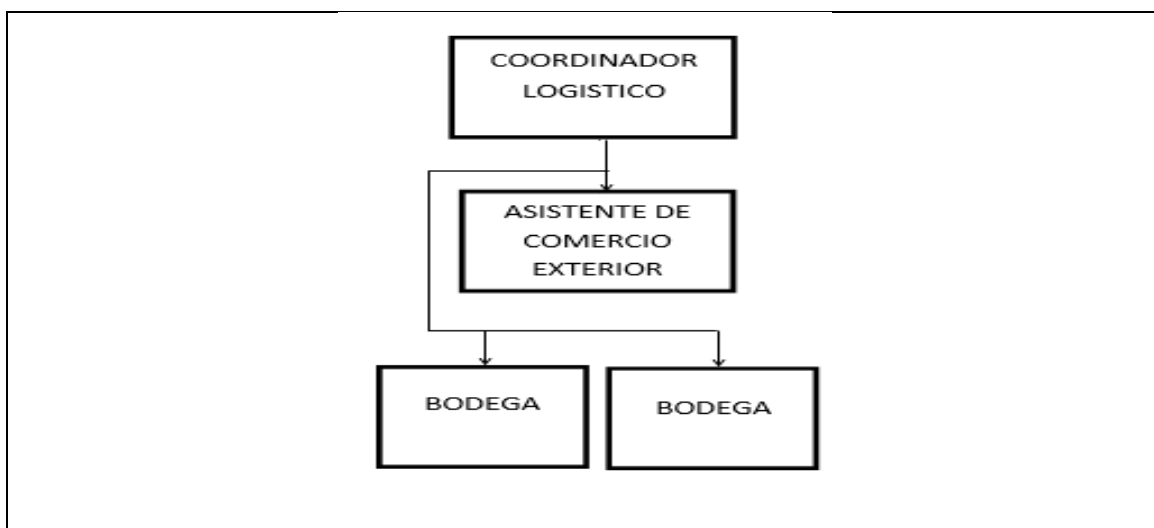 COORDINADOR
LOGISTICO
ASISTENTE DE
COMERCIO
EXTERIOR
BODEGA
BODEGA